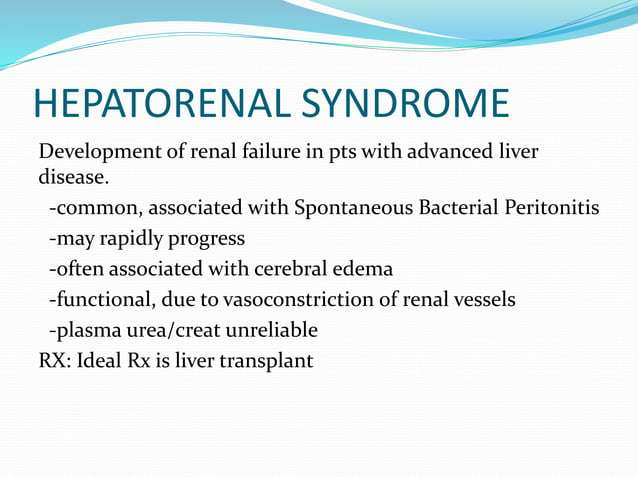 HEPATORENAL SYNDROME
Development of renal failure in pts with advanced liver
disease.
-common, associated with Spontaneous Bacterial Peritonitis
-may rapidly progress
-often associated with cerebral edema
-functional, due to vasoconstriction of renal vessels
-plasma urea/creat unreliable
RX: Ideal Rx is liver transplant